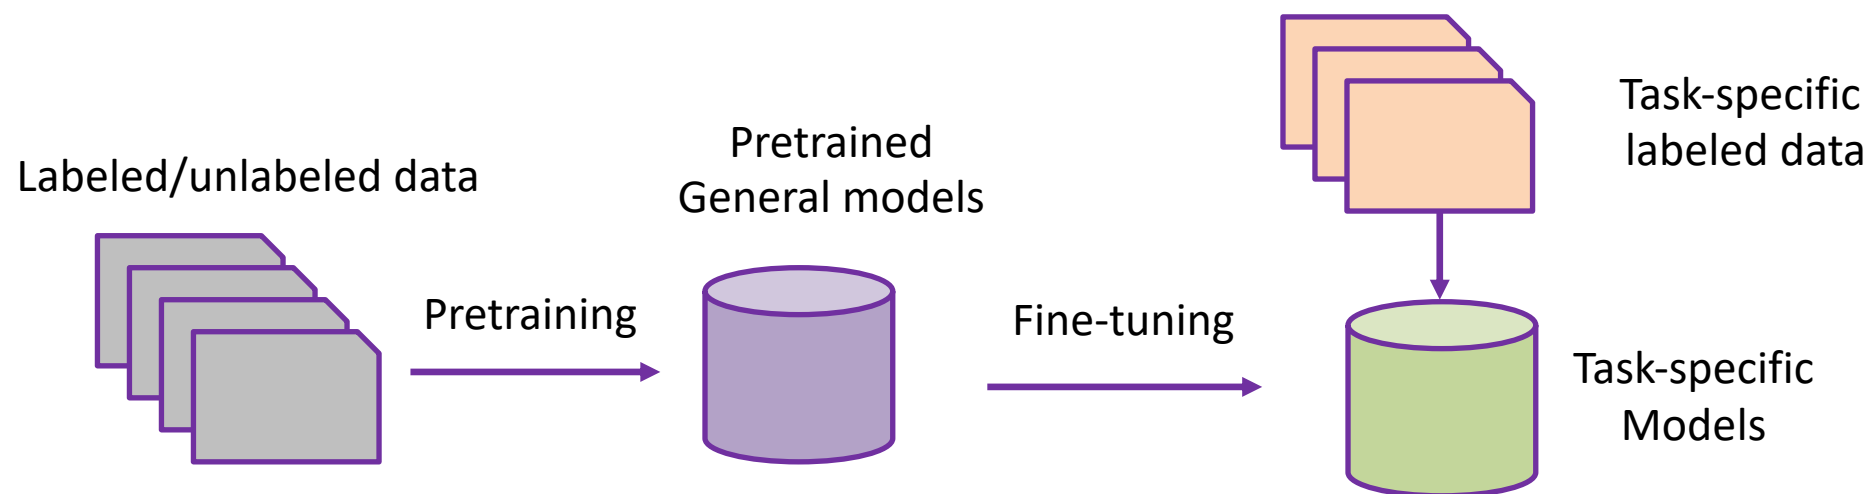 Labeled/unlabeled data
Pretraining
Pretrained
General models
Fine-tuning
Task-specific
labeled data
Task-specific
Models